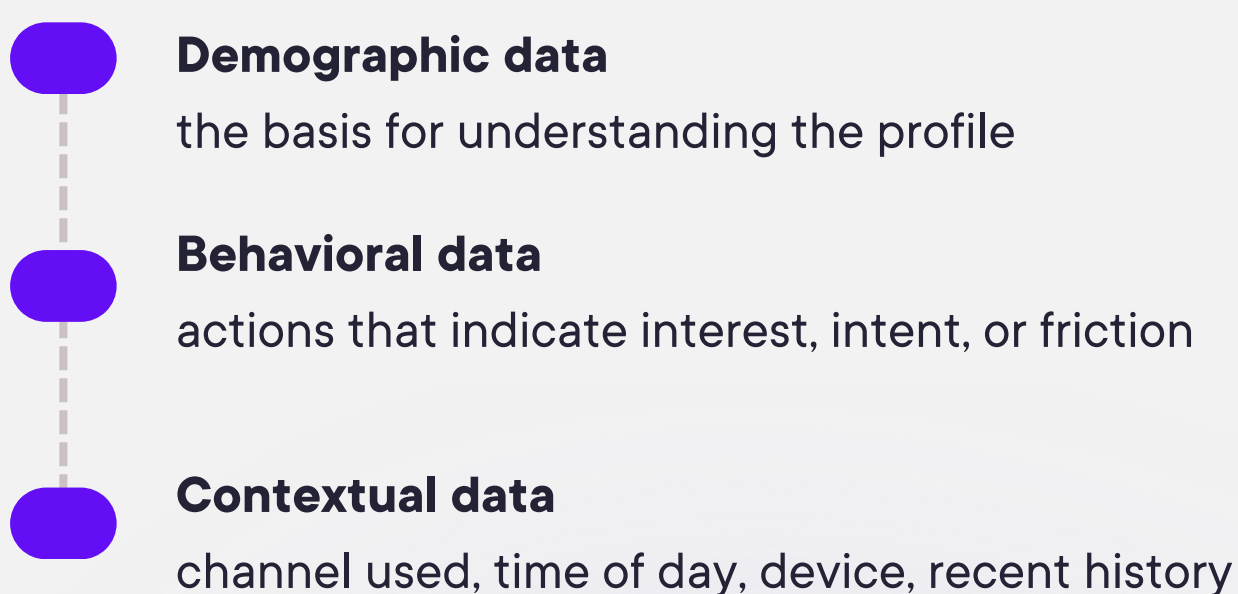 Demographic data
the basis for understanding the profile
Behavioral data
actions that indicate interest, intent, or friction
Contextual data
channel used, time of day, device, recent history